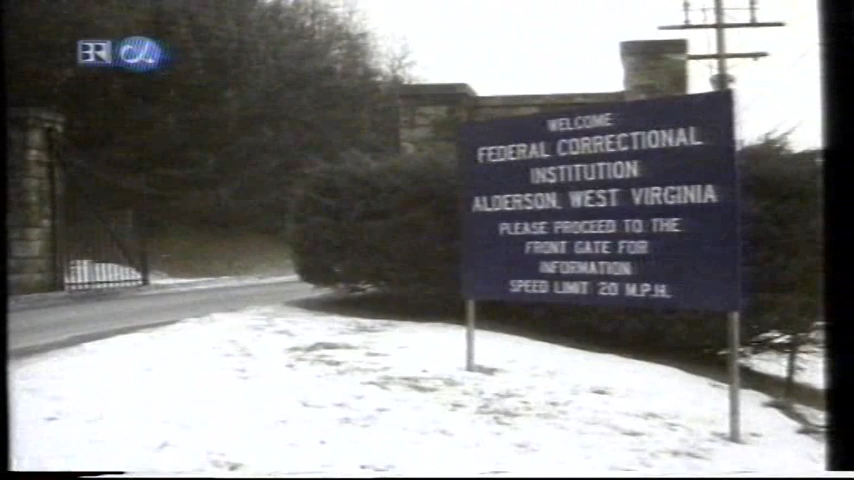 BR
WELCOME
FEDERAL CORRECTIONAL
INSTITUTION
ALDERSON, WEST VIRGINIA
PLEASE PROCEED TO THE
FRONT GATE FOR
INFORMATION
SPEED LIMIT 20 M.P.H.